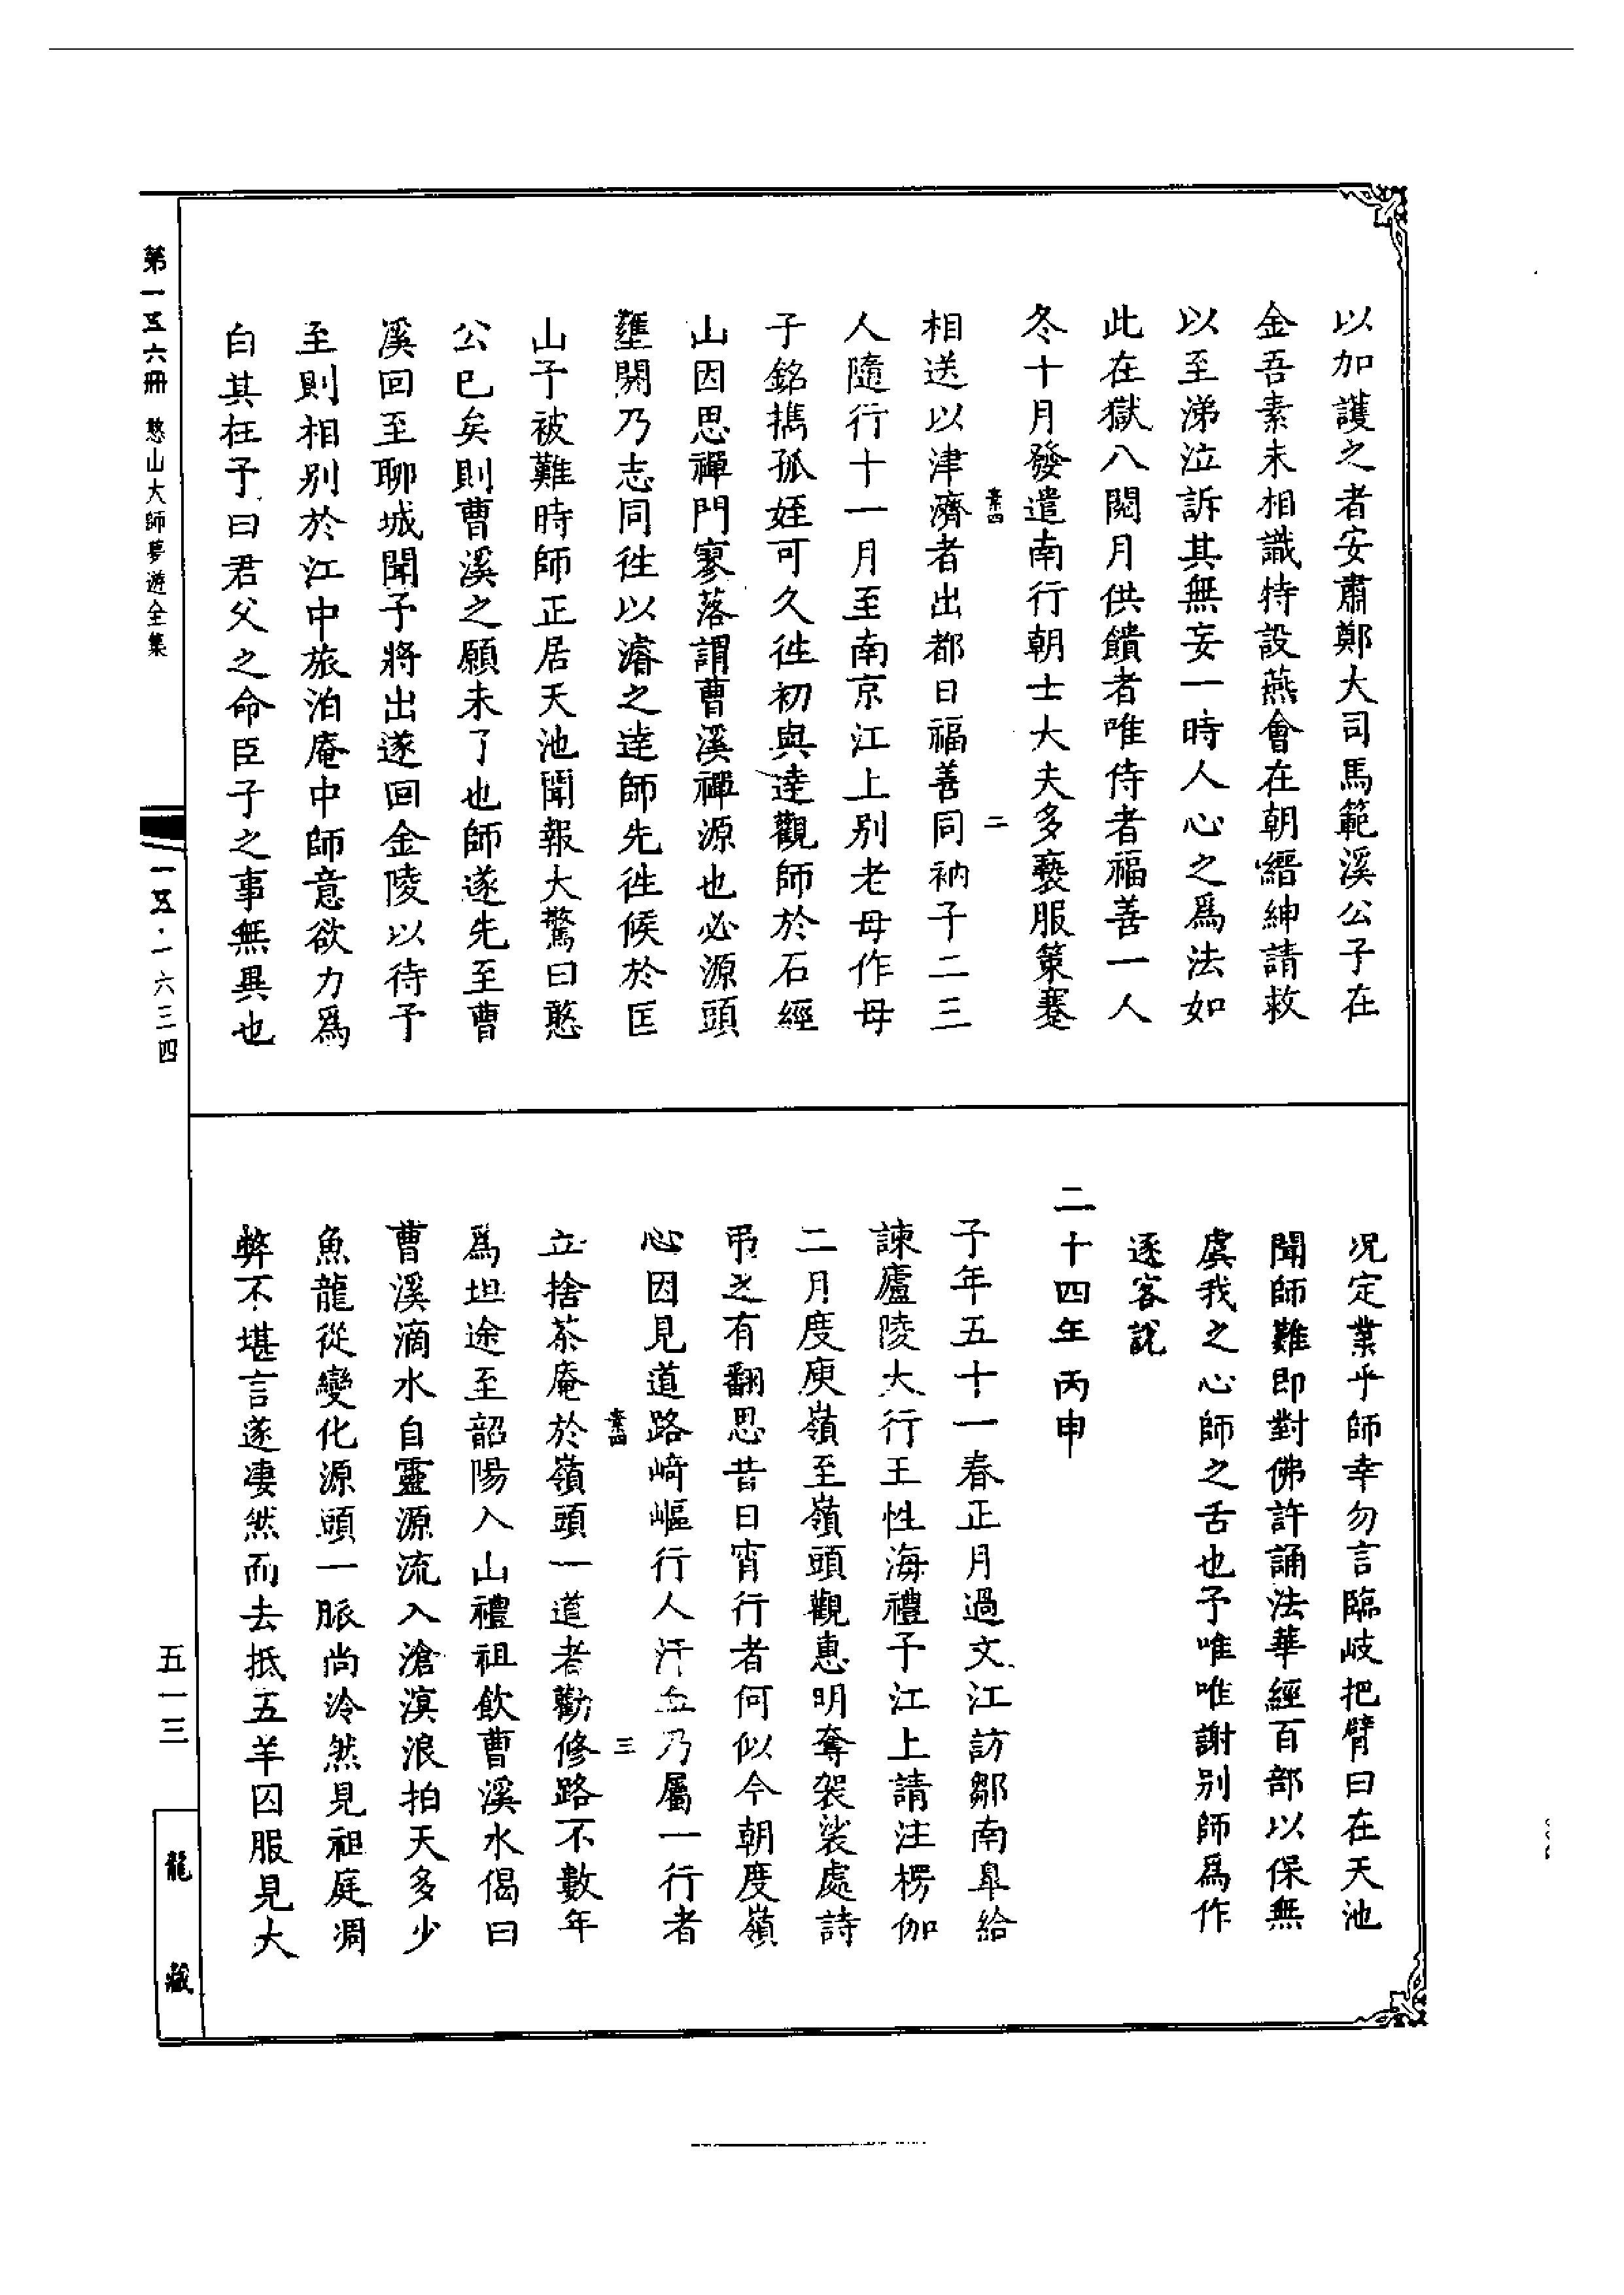 以加護之者安肅鄭大司馬範溪公子在
金吾素未相識特設燕會在朝縉紳請救
以至涕泣訴其無妄一時人心之爲法如
此在獄八閱月供饋者唯侍者福善一人
冬十月發遣南行朝士大夫多褻服策蹇
二
相送以津濟者出都日福善同衲子二三
人隨行十一月至南京江上別老母作母
子銘攜孤姪可久徃初與達觀師於石經
山因思禪門寥落謂曹溪禪源也必源頭
壅閼乃志同徃以濬之達師先徃候於匡
山予被難時師正居天池聞報大驚曰憨
公已矣則曹溪之願未了也師遂先至曹
溪回至聊城聞予將出遂回金陵以待予
至則相別於江中旅泊庵中師意欲力爲
白其枉予曰君父之命臣子之事無異也
況定業乎師幸勿言臨岐把臂曰在天池
聞師難即對佛許誦法華經百部以保無
虞我之心師之舌也予唯唯謝別師爲作
逐客說
二十四年丙申
予年五十一春正月過文江訪鄒南臯給
諫廬陵大行王性海禮予江上請注楞伽
二月度庾嶺至嶺頭觀惠明奪袈裟處詩
弔之有翻思昔日宵行者何似今朝度嶺
心因見道路崎嶇行人汗血乃屬一行者
三
立捨茶庵於嶺頭一道者勸修路不數年
爲坦途至韶陽入山禮祖飲曹溪水偈曰
曹溪滴水自靈源流入滄溟浪拍天多少
魚龍從變化源頭一脈尚泠然見祖庭凋
弊不堪言遂凄然而去抵五羊囚服見大
第一五六冊 憨山大師夢遊全集
一五·一六三四
五一三
龍藏